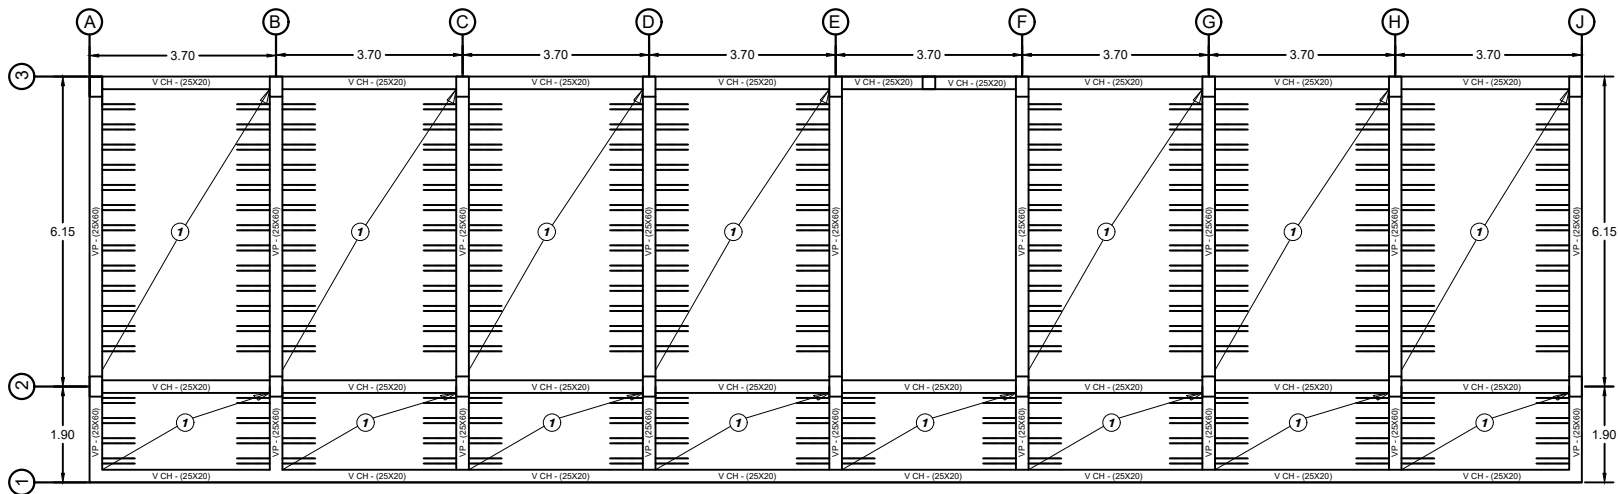 A B C D E F G H J
3.70 3.70 3.70 3.70 3.70 3.70 3.70 3.70
3 V CH - (25X20) V CH - (25X20) V CH - (25X20) V CH - (25X20) V CH - (25X20) V CH - (25X20) V CH - (25X20) V CH - (25X20) V CH - (25X20)
6.15 VP - (25X60) 1 VP - (25X60) 1 VP - (25X60) 1 VP - (25X60) 1 VP - (25X60) VP - (25X60) 1 VP - (25X60) 1 VP - (25X60) 1 VP - (25X60) 6.15
2 V CH - (25X20) V CH - (25X20) V CH - (25X20) V CH - (25X20) V CH - (25X20) V CH - (25X20) V CH - (25X20) V CH - (25X20)
1.90 VP - (25X60) 1 VP - (25X60) 1 VP - (25X60) 1 VP - (25X60) 1 VP - (25X60) 1 VP - (25X60) 1 VP - (25X60) 1 VP - (25X60) 1 VP - (25X60) 1.90
1 V CH - (25X20) V CH - (25X20) V CH - (25X20) V CH - (25X20) V CH - (25X20) V CH - (25X20) V CH - (25X20) V CH - (25X20)